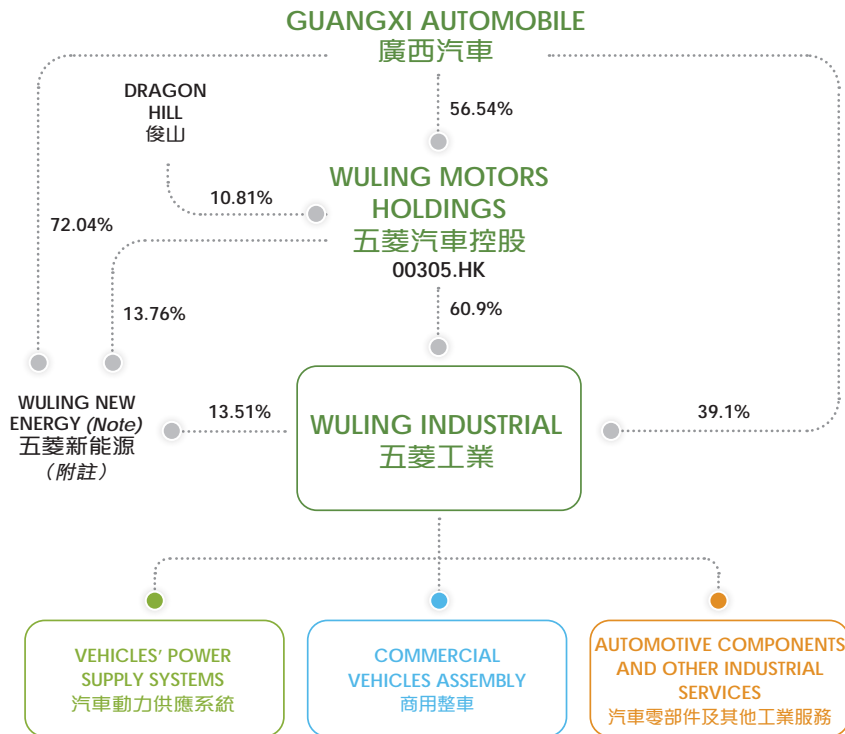 GUANGXI AUTOMOBILE
廣西汽車
DRAGON
HILL
俊山
56.54%
10.81%
WULING MOTORS
HOLDINGS
五菱汽車控股
00305.HK
72.04%
13.76%
60.9%
WULING NEW
ENERGY (Note)
五菱新能源
（附註）
13.51%
WULING INDUSTRIAL
五菱工業
39.1%
VEHICLES' POWER
SUPPLY SYSTEMS
汽車動力供應系統
COMMERCIAL
VEHICLES ASSEMBLY
商用整車
AUTOMOTIVE COMPONENTS
AND OTHER INDUSTRIAL
SERVICES
汽車零部件及其他工業服務